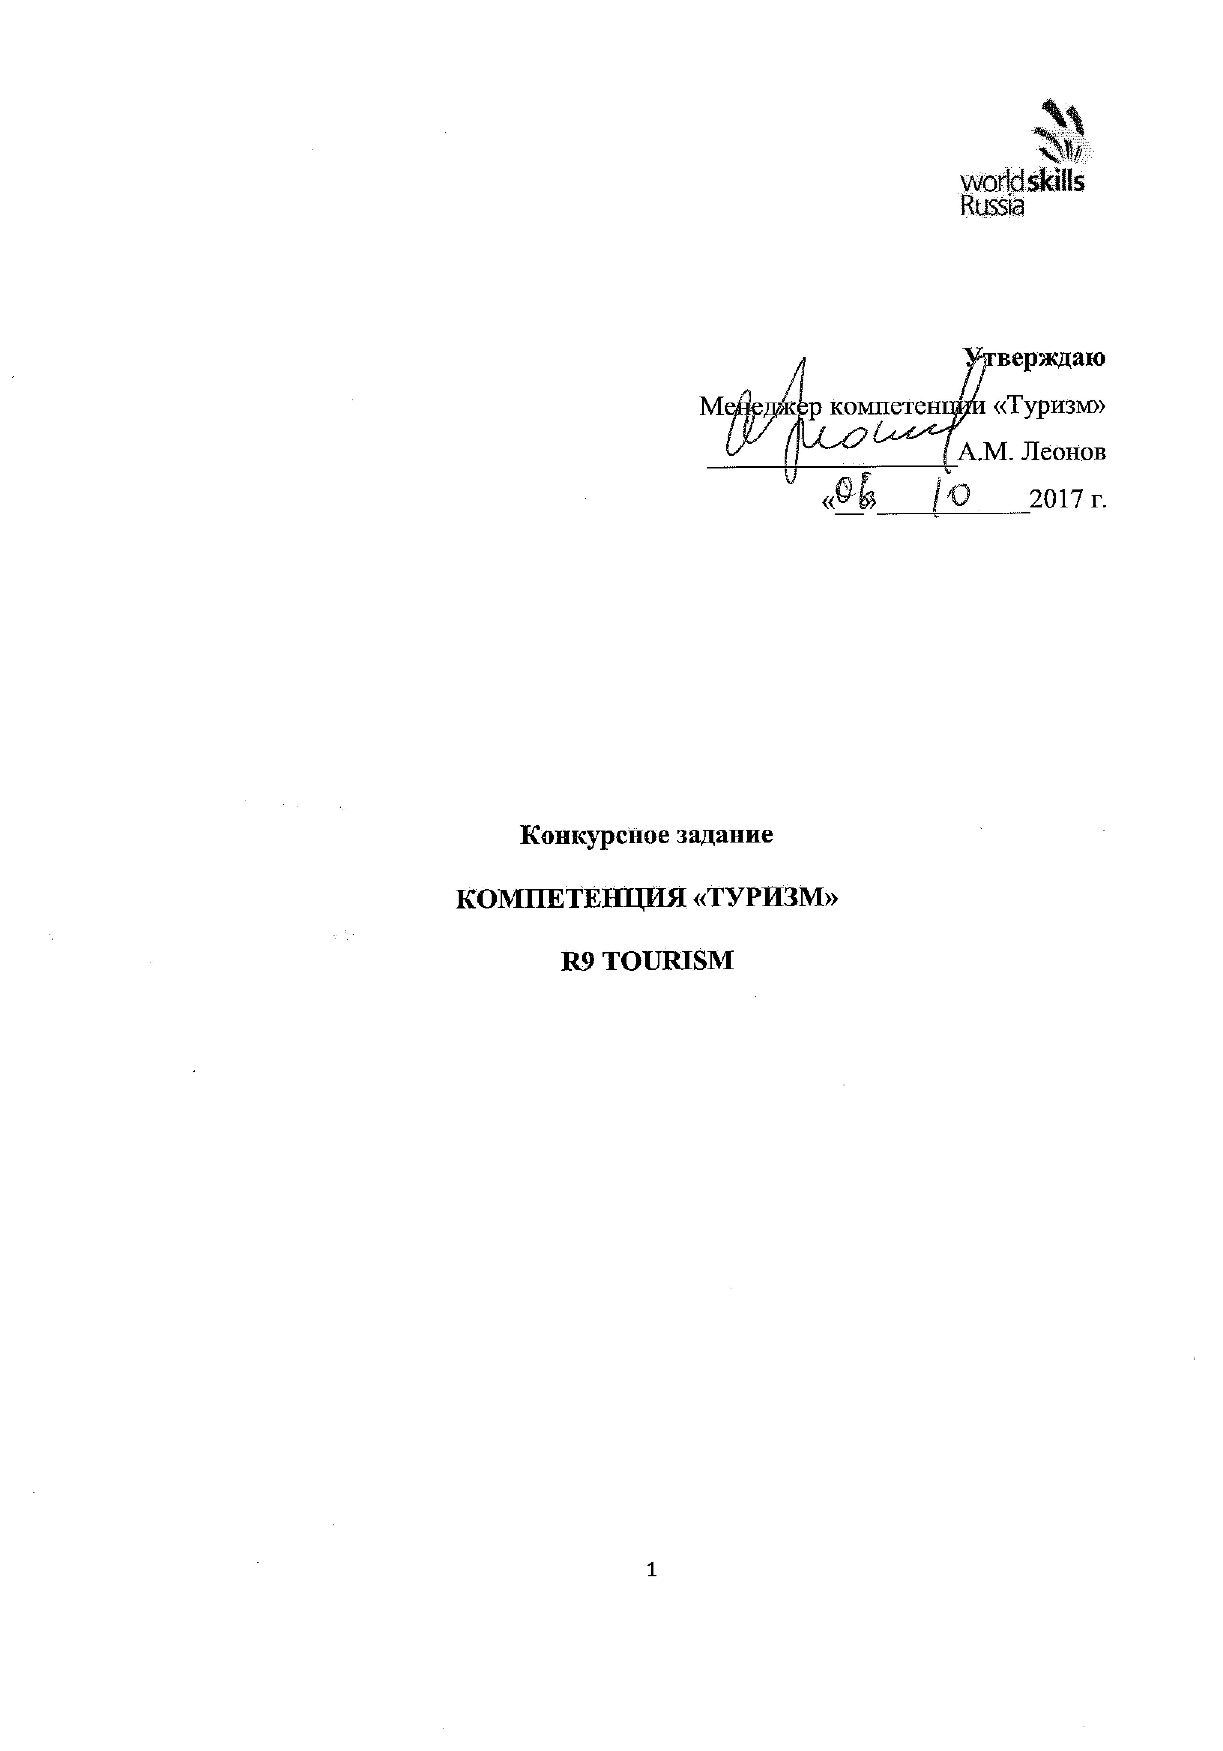 worldskills
Russia
Утверждаю
Менеджер компетенции «Туризм»
А.М. Леонов
«06» 10 2017 г.
Конкурсное задание
КОМПЕТЕНЦИЯ «ТУРИЗМ»
R9 TOURISM
1